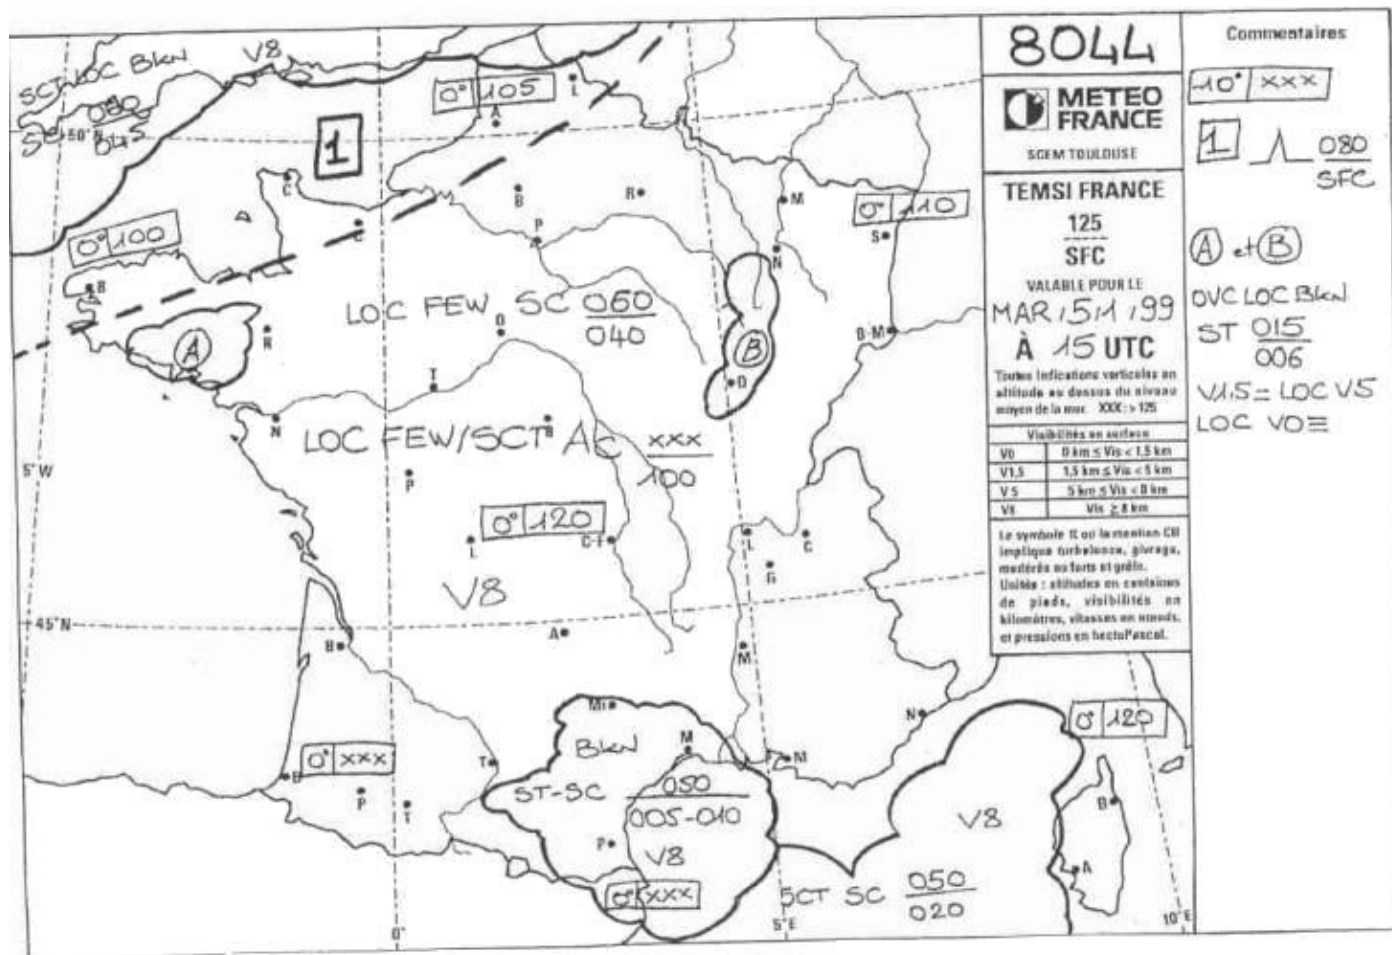 SCT LOC BKN
SC 080
045
V8
50°N
0° 105
L
A
1
C
C
0° 100
B
B
R
P
M
0° 110
S
N
LOC FEW SC 060
040
A
R
O
B
D
B-M
T
N
LOC FEW/SCT AC XXX
100
B
5°W
P
0° 120
L
C-F
L
C
G
V8
45°N
B
A
M
Mi
N
0° 120
BKN
M
M
0° XXX
B
T
P
T
ST-SC 050
005-010
P
V8
0° XXX
V8
B
A
SCT SC 050
020
0°
5°E
10°E
8044
METEO
FRANCE
SCEM TOULOUSE
TEMSI FRANCE
125
SFC
VALABLE POUR LE
MAR, 5, 1, 99
À 15 UTC
Toutes indications verticales en
altitude au dessus du niveau
moyen de la mer. XXX : > 125
Visibilités en surface
V0 0 km ≤ Vis < 1,5 km
V1,5 1,5 km ≤ Vis < 5 km
V5 5 km ≤ Vis < 8 km
V8 Vis ≥ 8 km
Le symbole ou la mention CB
implique turbulence, givrage,
modérés ou forts et grêle.
Unités : altitudes en centaines
de pieds, visibilités en
kilomètres, vitesses en nœuds,
et pressions en hectoPascal.
Commentaires
-10° XXX
1 080
SFC
A et B
OVC LOC BKN
ST 015
006
V1,5 = LOC V5
LOC V0 ≡